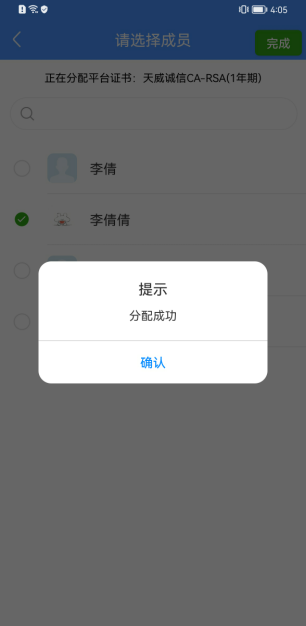 4:05
请选择成员
完成
正在分配平台证书：天威诚信CA-RSA(1年期)
李倩
李倩倩
提示
分配成功
确认